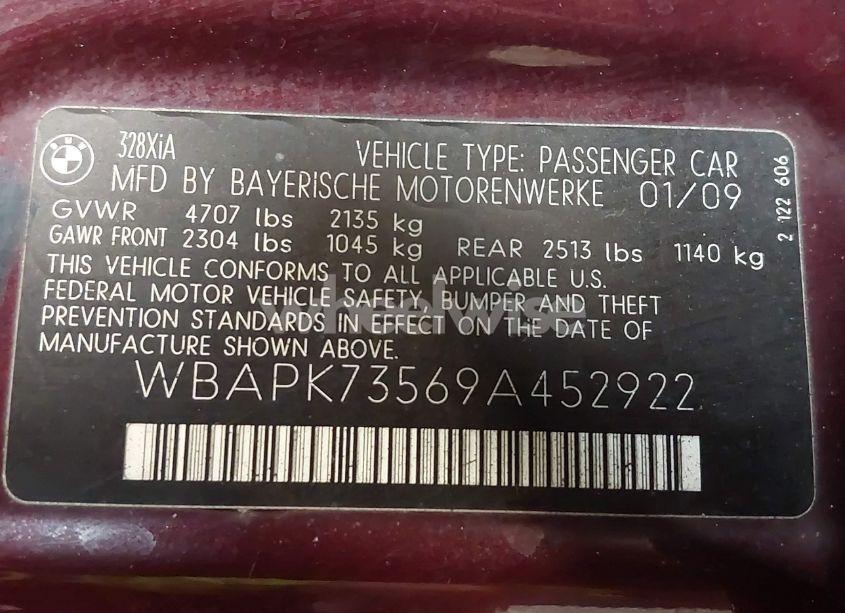 BMW
328XiA
VEHICLE TYPE: PASSENGER CAR
MFD BY BAYERISCHE MOTORENWERKE 01/09
GVWR 4707 lbs 2135 kg
GAWR FRONT 2304 lbs 1045 kg REAR 2513 lbs 1140 kg
THIS VEHICLE CONFORMS TO ALL APPLICABLE U.S.
FEDERAL MOTOR VEHICLE SAFETY, BUMPER AND THEFT
PREVENTION STANDARDS IN EFFECT ON THE DATE OF
MANUFACTURE SHOWN ABOVE.
WBAPK73569A452922
2 122 606
wheelwise